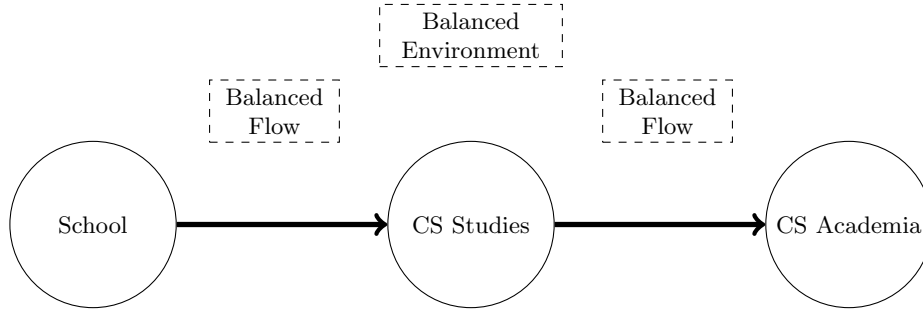 Balanced
Environment
Balanced
Flow
Balanced
Flow
School
CS Studies
CS Academia